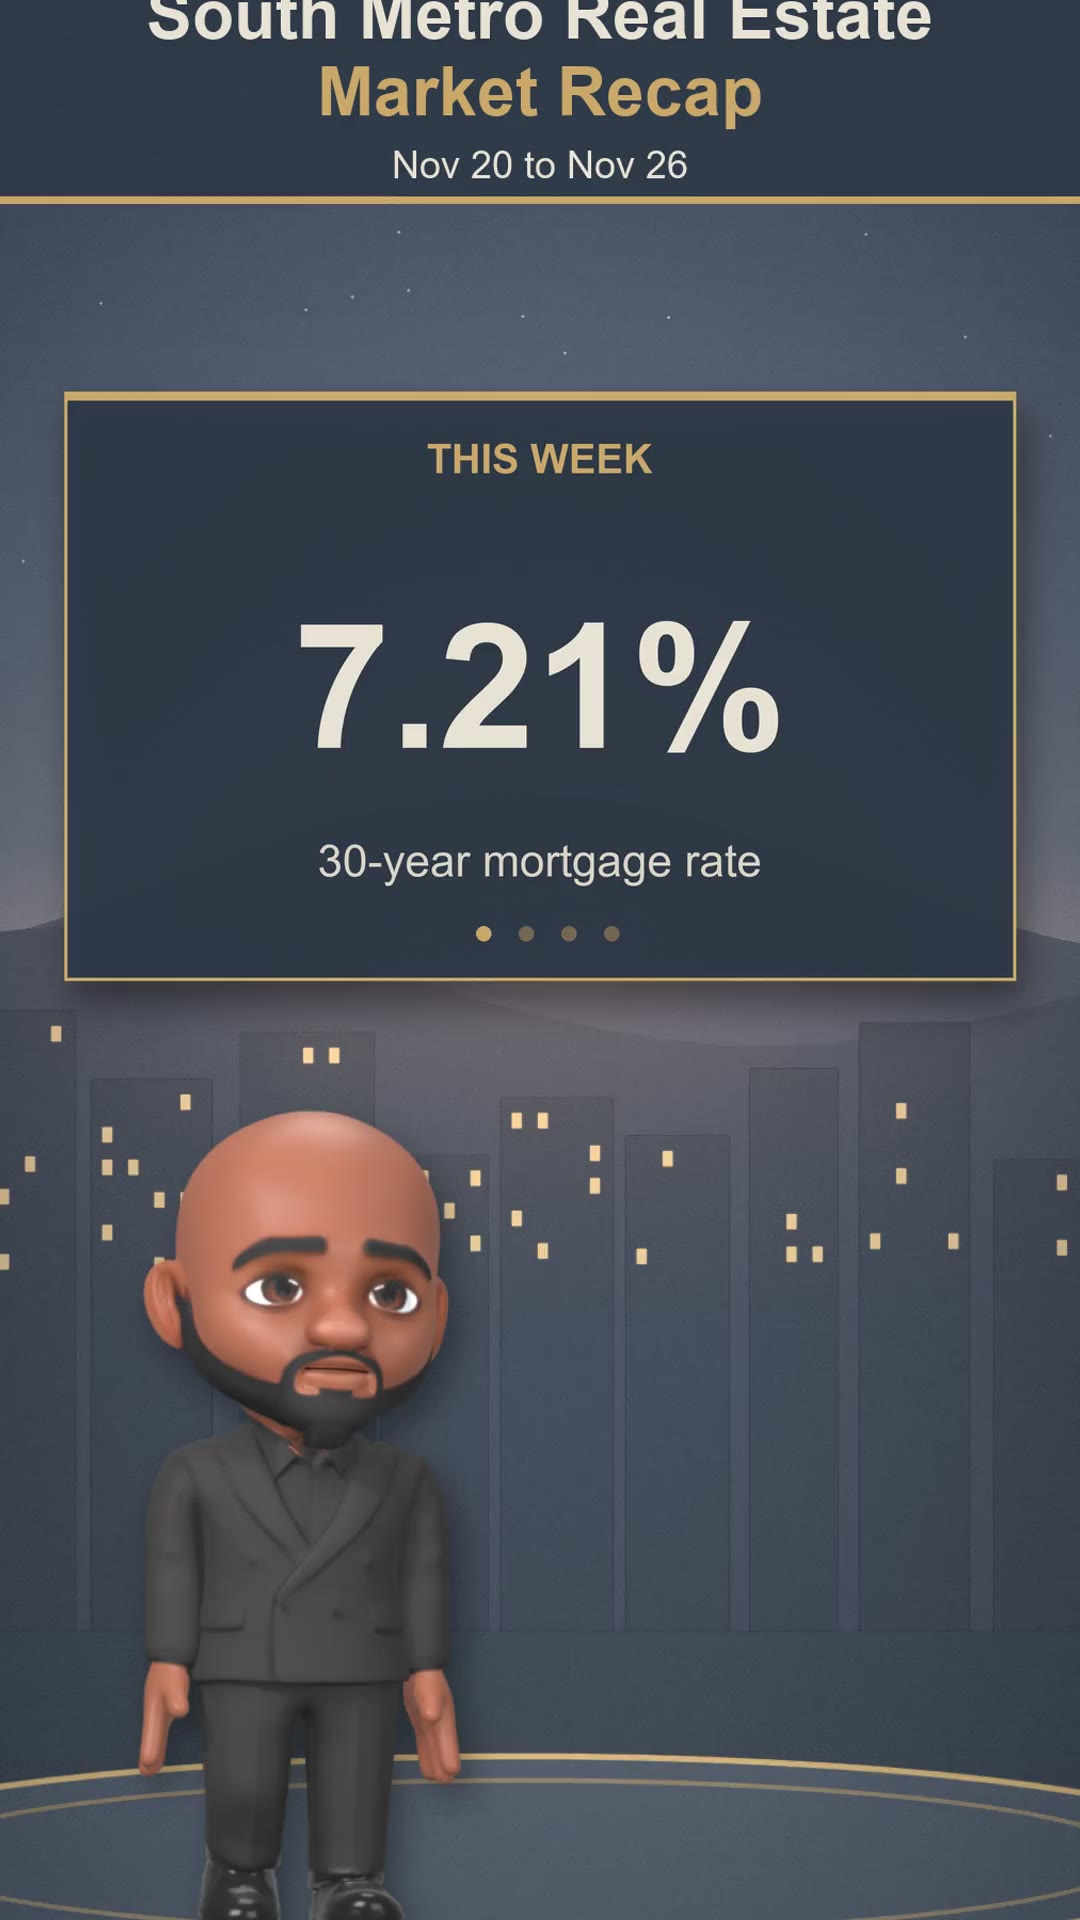 South Metro Real Estate
Market Recap
Nov 20 to Nov 26
THIS WEEK
7.21%
30-year mortgage rate